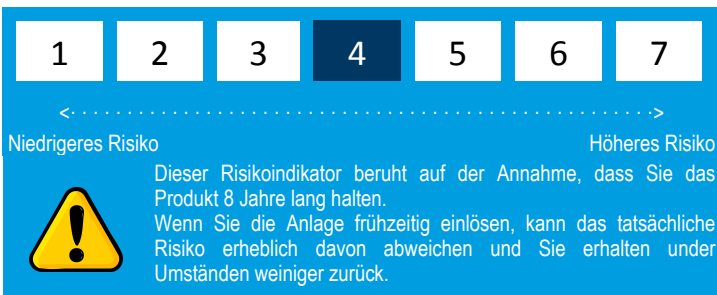 1 2 3 4 5 6 7
<· · · · · · · · · · · · · · · · · · · · · · · · · · · · · · · · · · · · · · · · · · · · · · · · · · · · ·>
Niedrigeres Risiko Höheres Risiko
Dieser Risikoindikator beruht auf der Annahme, dass Sie das
Produkt 8 Jahre lang halten.
Wenn Sie die Anlage frühzeitig einlösen, kann das tatsächliche
Risiko erheblich davon abweichen und Sie erhalten under
Umständen weiniger zurück.